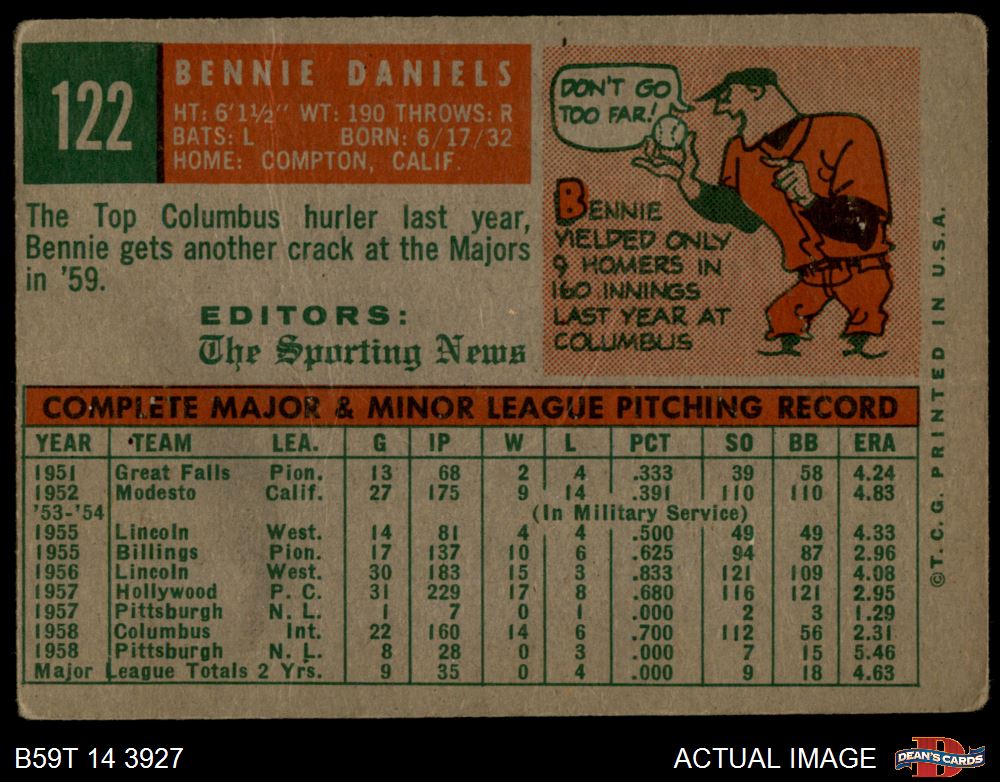 122
BENNIE DANIELS
HT: 6'1½" WT: 190 THROWS: R
BATS: L BORN: 6/17/32
HOME: COMPTON, CALIF.
The Top Columbus hurler last year,
Bennie gets another crack at the Majors
in '59.
EDITORS:
The Sporting News
DON'T GO
TOO FAR!
BENNIE
YIELDED ONLY
9 HOMERS IN
160 INNINGS
LAST YEAR AT
COLUMBUS
COMPLETE MAJOR & MINOR LEAGUE PITCHING RECORD
YEAR TEAM LEA. G IP W L PCT SO BB ERA
1951 Great Falls Pion. 13 68 2 4 .333 39 58 4.24
1952 Modesto Calif. 27 175 9 14 .391 110 110 4.83
'53-'54 (In Military Service)
1955 Lincoln West. 14 81 4 4 .500 49 49 4.33
1955 Billings Pion. 17 137 10 6 .625 94 87 2.96
1956 Lincoln West. 30 183 15 3 .833 121 109 4.08
1957 Hollywood P. C. 31 229 17 8 .680 116 121 2.95
1957 Pittsburgh N. L. 1 7 0 1 .000 2 3 1.29
1958 Columbus Int. 22 160 14 6 .700 112 56 2.31
1958 Pittsburgh N. L. 8 28 0 3 .000 7 15 5.46
Major League Totals 2 Yrs. 9 35 0 4 .000 9 18 4.63
©T. C. G. PRINTED IN U.S.A.
B59T 14 3927
ACTUAL IMAGE
D
DEAN'S CARDS